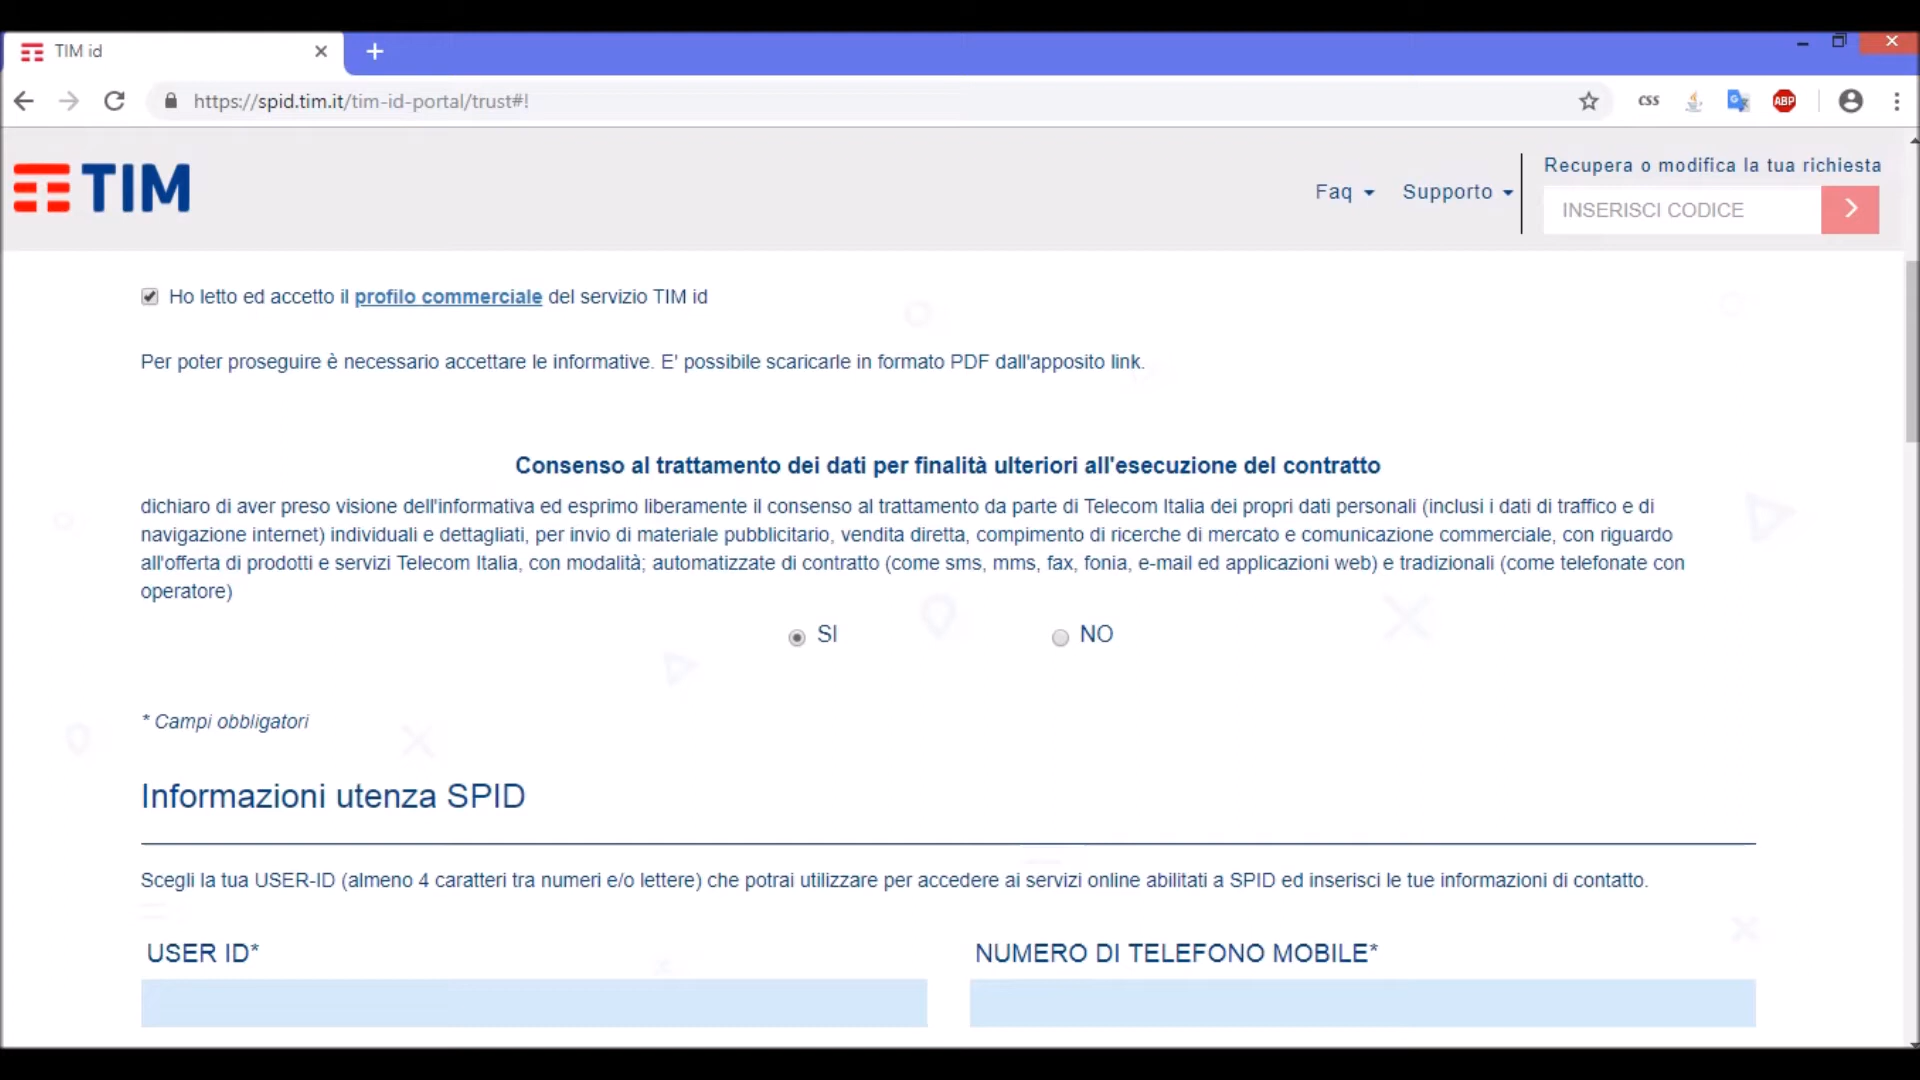 TIM id
https://spid.tim.it/tim-id-portal/trust#!
CSS
ABP
TIM
Faq
Supporto
Recupera o modifica la tua richiesta
INSERISCI CODICE
Ho letto ed accetto il profilo commerciale del servizio TIM id
Per poter proseguire è necessario accettare le informative. E' possibile scaricarle in formato PDF dall'apposito link.
Consenso al trattamento dei dati per finalità ulteriori all'esecuzione del contratto
dichiaro di aver preso visione dell'informativa ed esprimo liberamente il consenso al trattamento da parte di Telecom Italia dei propri dati personali (inclusi i dati di traffico e di
navigazione internet) individuali e dettagliati, per invio di materiale pubblicitario, vendita diretta, compimento di ricerche di mercato e comunicazione commerciale, con riguardo
all'offerta di prodotti e servizi Telecom Italia, con modalità; automatizzate di contratto (come sms, mms, fax, fonia, e-mail ed applicazioni web) e tradizionali (come telefonate con
operatore)
SI
NO
* Campi obbligatori
Informazioni utenza SPID
Scegli la tua USER-ID (almeno 4 caratteri tra numeri e/o lettere) che potrai utilizzare per accedere ai servizi online abilitati a SPID ed inserisci le tue informazioni di contatto.
USER ID*
NUMERO DI TELEFONO MOBILE*